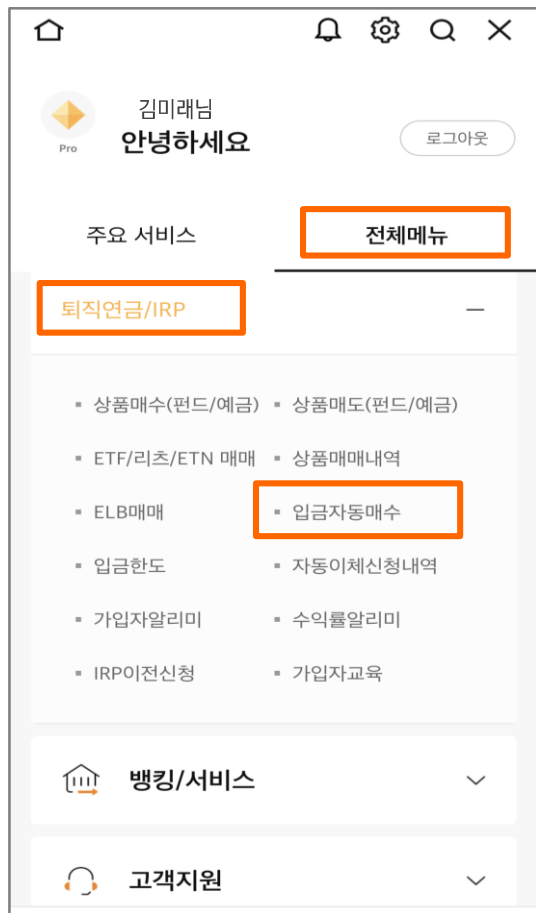 김미래님
Pro 안녕하세요 로그아웃
주요 서비스 전체메뉴
퇴직연금/IRP
▪ 상품매수(펀드/예금) ▪ 상품매도(펀드/예금)
▪ ETF/리츠/ETN 매매 ▪ 상품매매내역
▪ ELB매매 ▪ 입금자동매수
▪ 입금한도 ▪ 자동이체신청내역
▪ 가입자알리미 ▪ 수익률알리미
▪ IRP이전신청 ▪ 가입자교육
뱅킹/서비스
고객지원